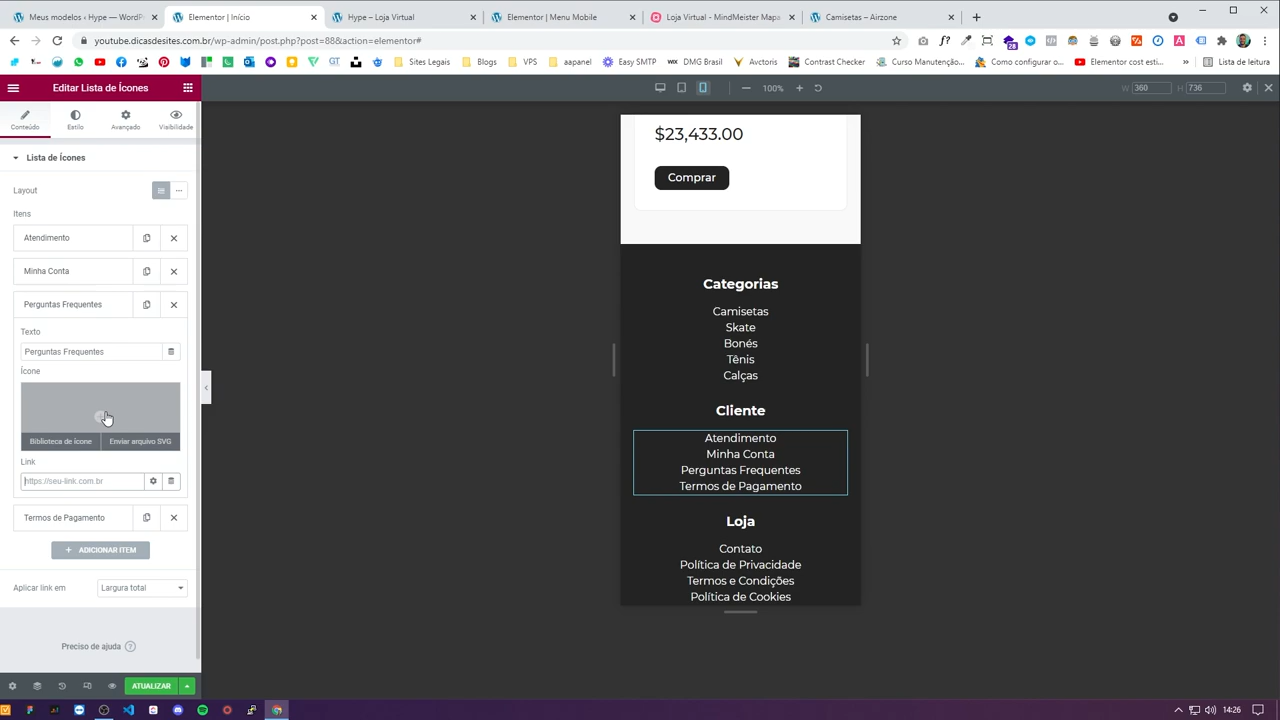 Meus modelos ‹ Hype — WordPr
Elementor | Início
Hype – Loja Virtual
Elementor | Menu Mobile
Loja Virtual - MindMeister Mapa
Camisetas – Airzone
youtube.dicasdesites.com.br/wp-admin/post.php?post=88&action=elementor#
28
GT
Sites Legais
Blogs
VPS
aapanel
Easy SMTP
DMG Brasil
Avctoris
Contrast Checker
Curso Manutenção...
Como configurar o...
Elementor cost esti...
Lista de leitura
Editar Lista de Ícones
100%
W 360
H 736
Conteúdo
Estilo
Avançado
Visibilidade
Lista de Ícones
Layout
Itens
Atendimento
Minha Conta
Perguntas Frequentes
Texto
Perguntas Frequentes
Ícone
Biblioteca de ícone
Enviar arquivo SVG
Link
https://seu-link.com.br
Termos de Pagamento
ADICIONAR ITEM
Aplicar link em
Largura total
Preciso de ajuda
ATUALIZAR
$23,433.00
Comprar
Categorias
Camisetas
Skate
Bonés
Tênis
Calças
Cliente
Atendimento
Minha Conta
Perguntas Frequentes
Termos de Pagamento
Loja
Contato
Política de Privacidade
Termos e Condições
Política de Cookies
14:26